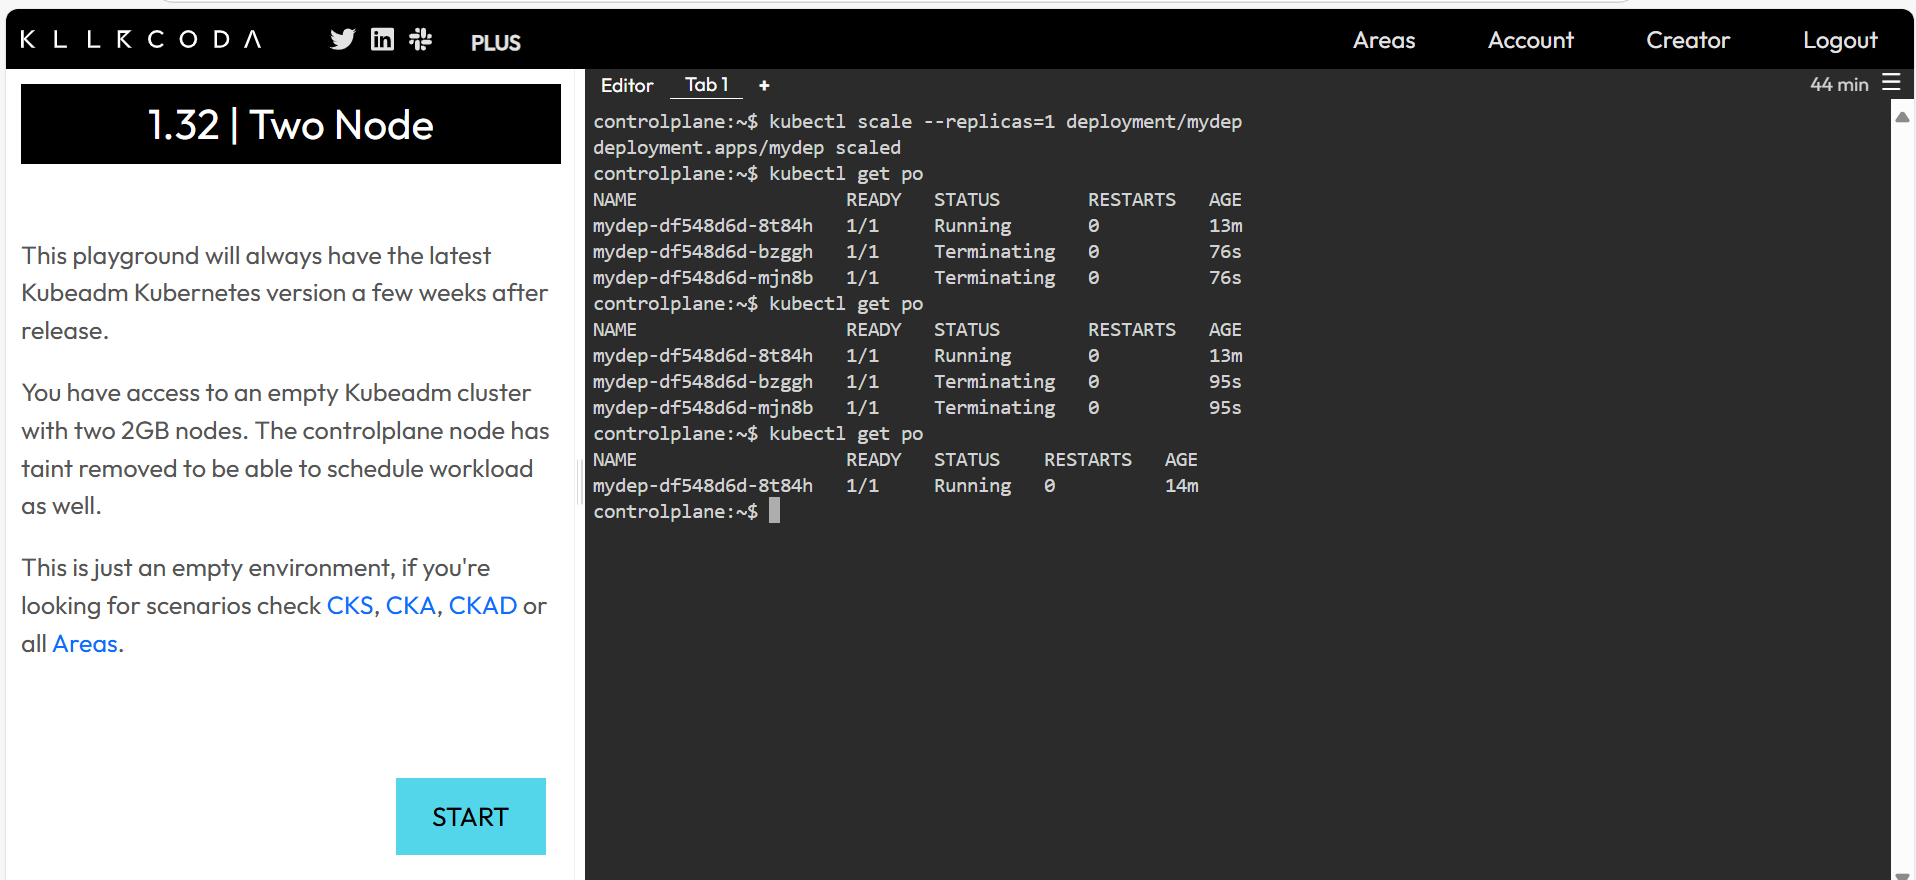 KLLRCODA
PLUS
Areas
Account
Creator
Logout
1.32 | Two Node
This playground will always have the latest
Kubeadm Kubernetes version a few weeks after
release.
You have access to an empty Kubeadm cluster
with two 2GB nodes. The controlplane node has
taint removed to be able to schedule workload
as well.
This is just an empty environment, if you're
looking for scenarios check CKS, CKA, CKAD or
all Areas.
START
Editor Tab 1 +
44 min
controlplane:~$ kubectl scale --replicas=1 deployment/mydep
deployment.apps/mydep scaled
controlplane:~$ kubectl get po
NAME READY STATUS RESTARTS AGE
mydep-df548d6d-8t84h 1/1 Running 0 13m
mydep-df548d6d-bzggh 1/1 Terminating 0 76s
mydep-df548d6d-mjn8b 1/1 Terminating 0 76s
controlplane:~$ kubectl get po
NAME READY STATUS RESTARTS AGE
mydep-df548d6d-8t84h 1/1 Running 0 13m
mydep-df548d6d-bzggh 1/1 Terminating 0 95s
mydep-df548d6d-mjn8b 1/1 Terminating 0 95s
controlplane:~$ kubectl get po
NAME READY STATUS RESTARTS AGE
mydep-df548d6d-8t84h 1/1 Running 0 14m
controlplane:~$